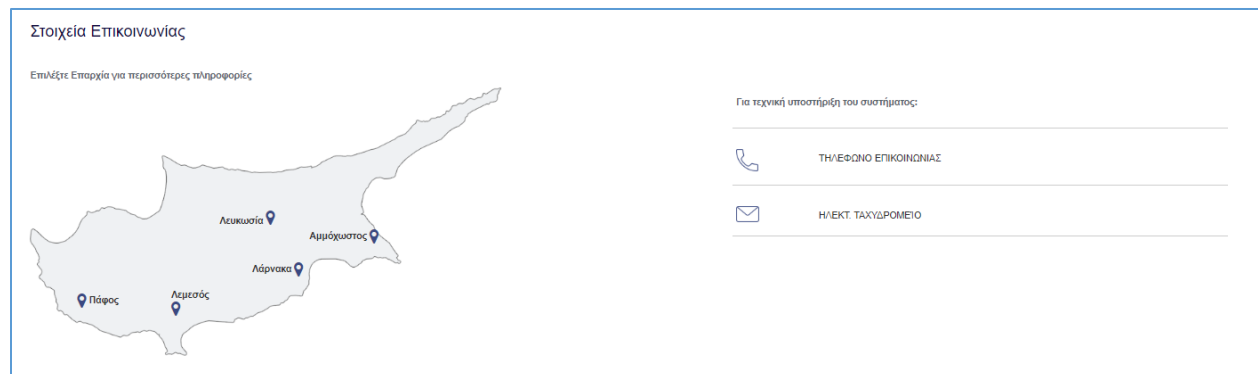 Στοιχεία Επικοινωνίας
Επιλέξτε Επαρχία για περισσότερες πληροφορίες
Λευκωσία
Αμμόχωστος
Λάρνακα
Λεμεσός
Πάφος
Για τεχνική υποστήριξη του συστήματος:
ΤΗΛΕΦΩΝΟ ΕΠΙΚΟΙΝΩΝΙΑΣ
ΗΛΕΚΤ. ΤΑΧΥΔΡΟΜΕΊΟ